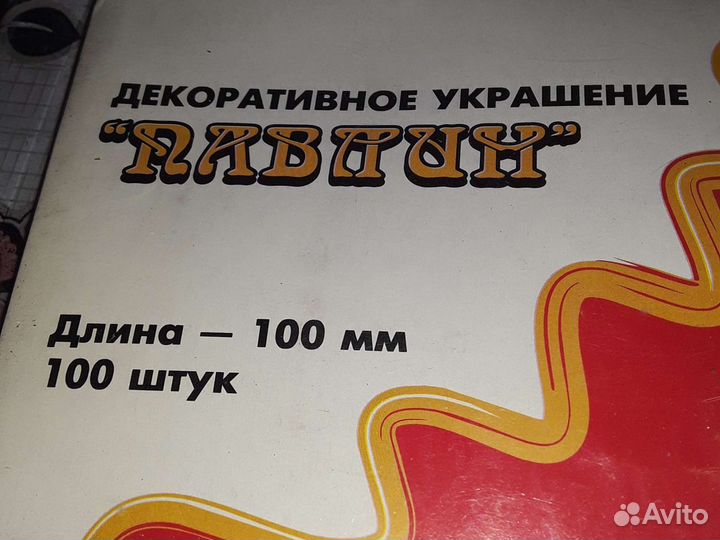 ДЕКОРАТИВНОЕ УКРАШЕНИЕ
"ПАВЛИН"
Длина — 100 мм
100 штук
Avito